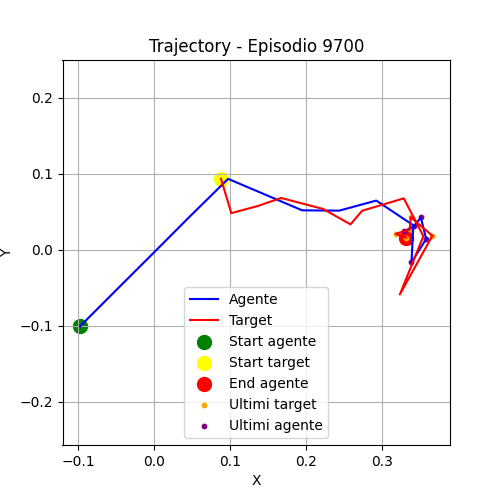 Trajectory - Episodio 9700
0.2
0.1
0.0
−0.1
−0.2
Y
Agente
Target
Start agente
Start target
End agente
Ultimi target
Ultimi agente
−0.1
0.0
0.1
0.2
0.3
X